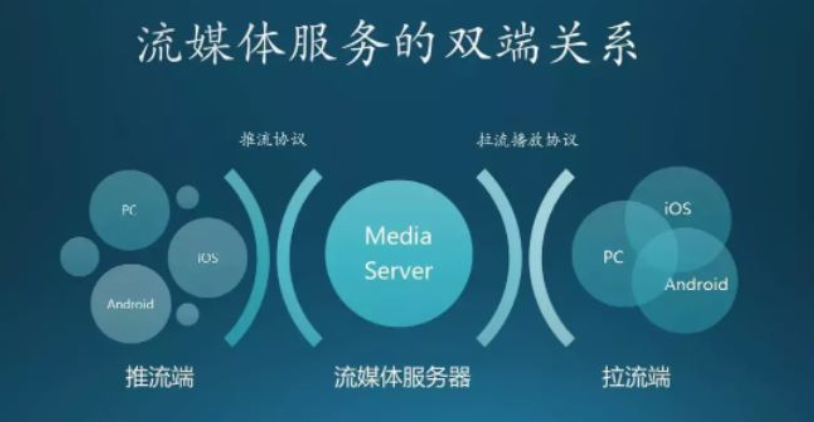 流媒体服务的双端关系
推流协议
拉流播放协议
PC
iOS
Android
Media
Server
iOS
PC
Android
推流端
流媒体服务器
拉流端